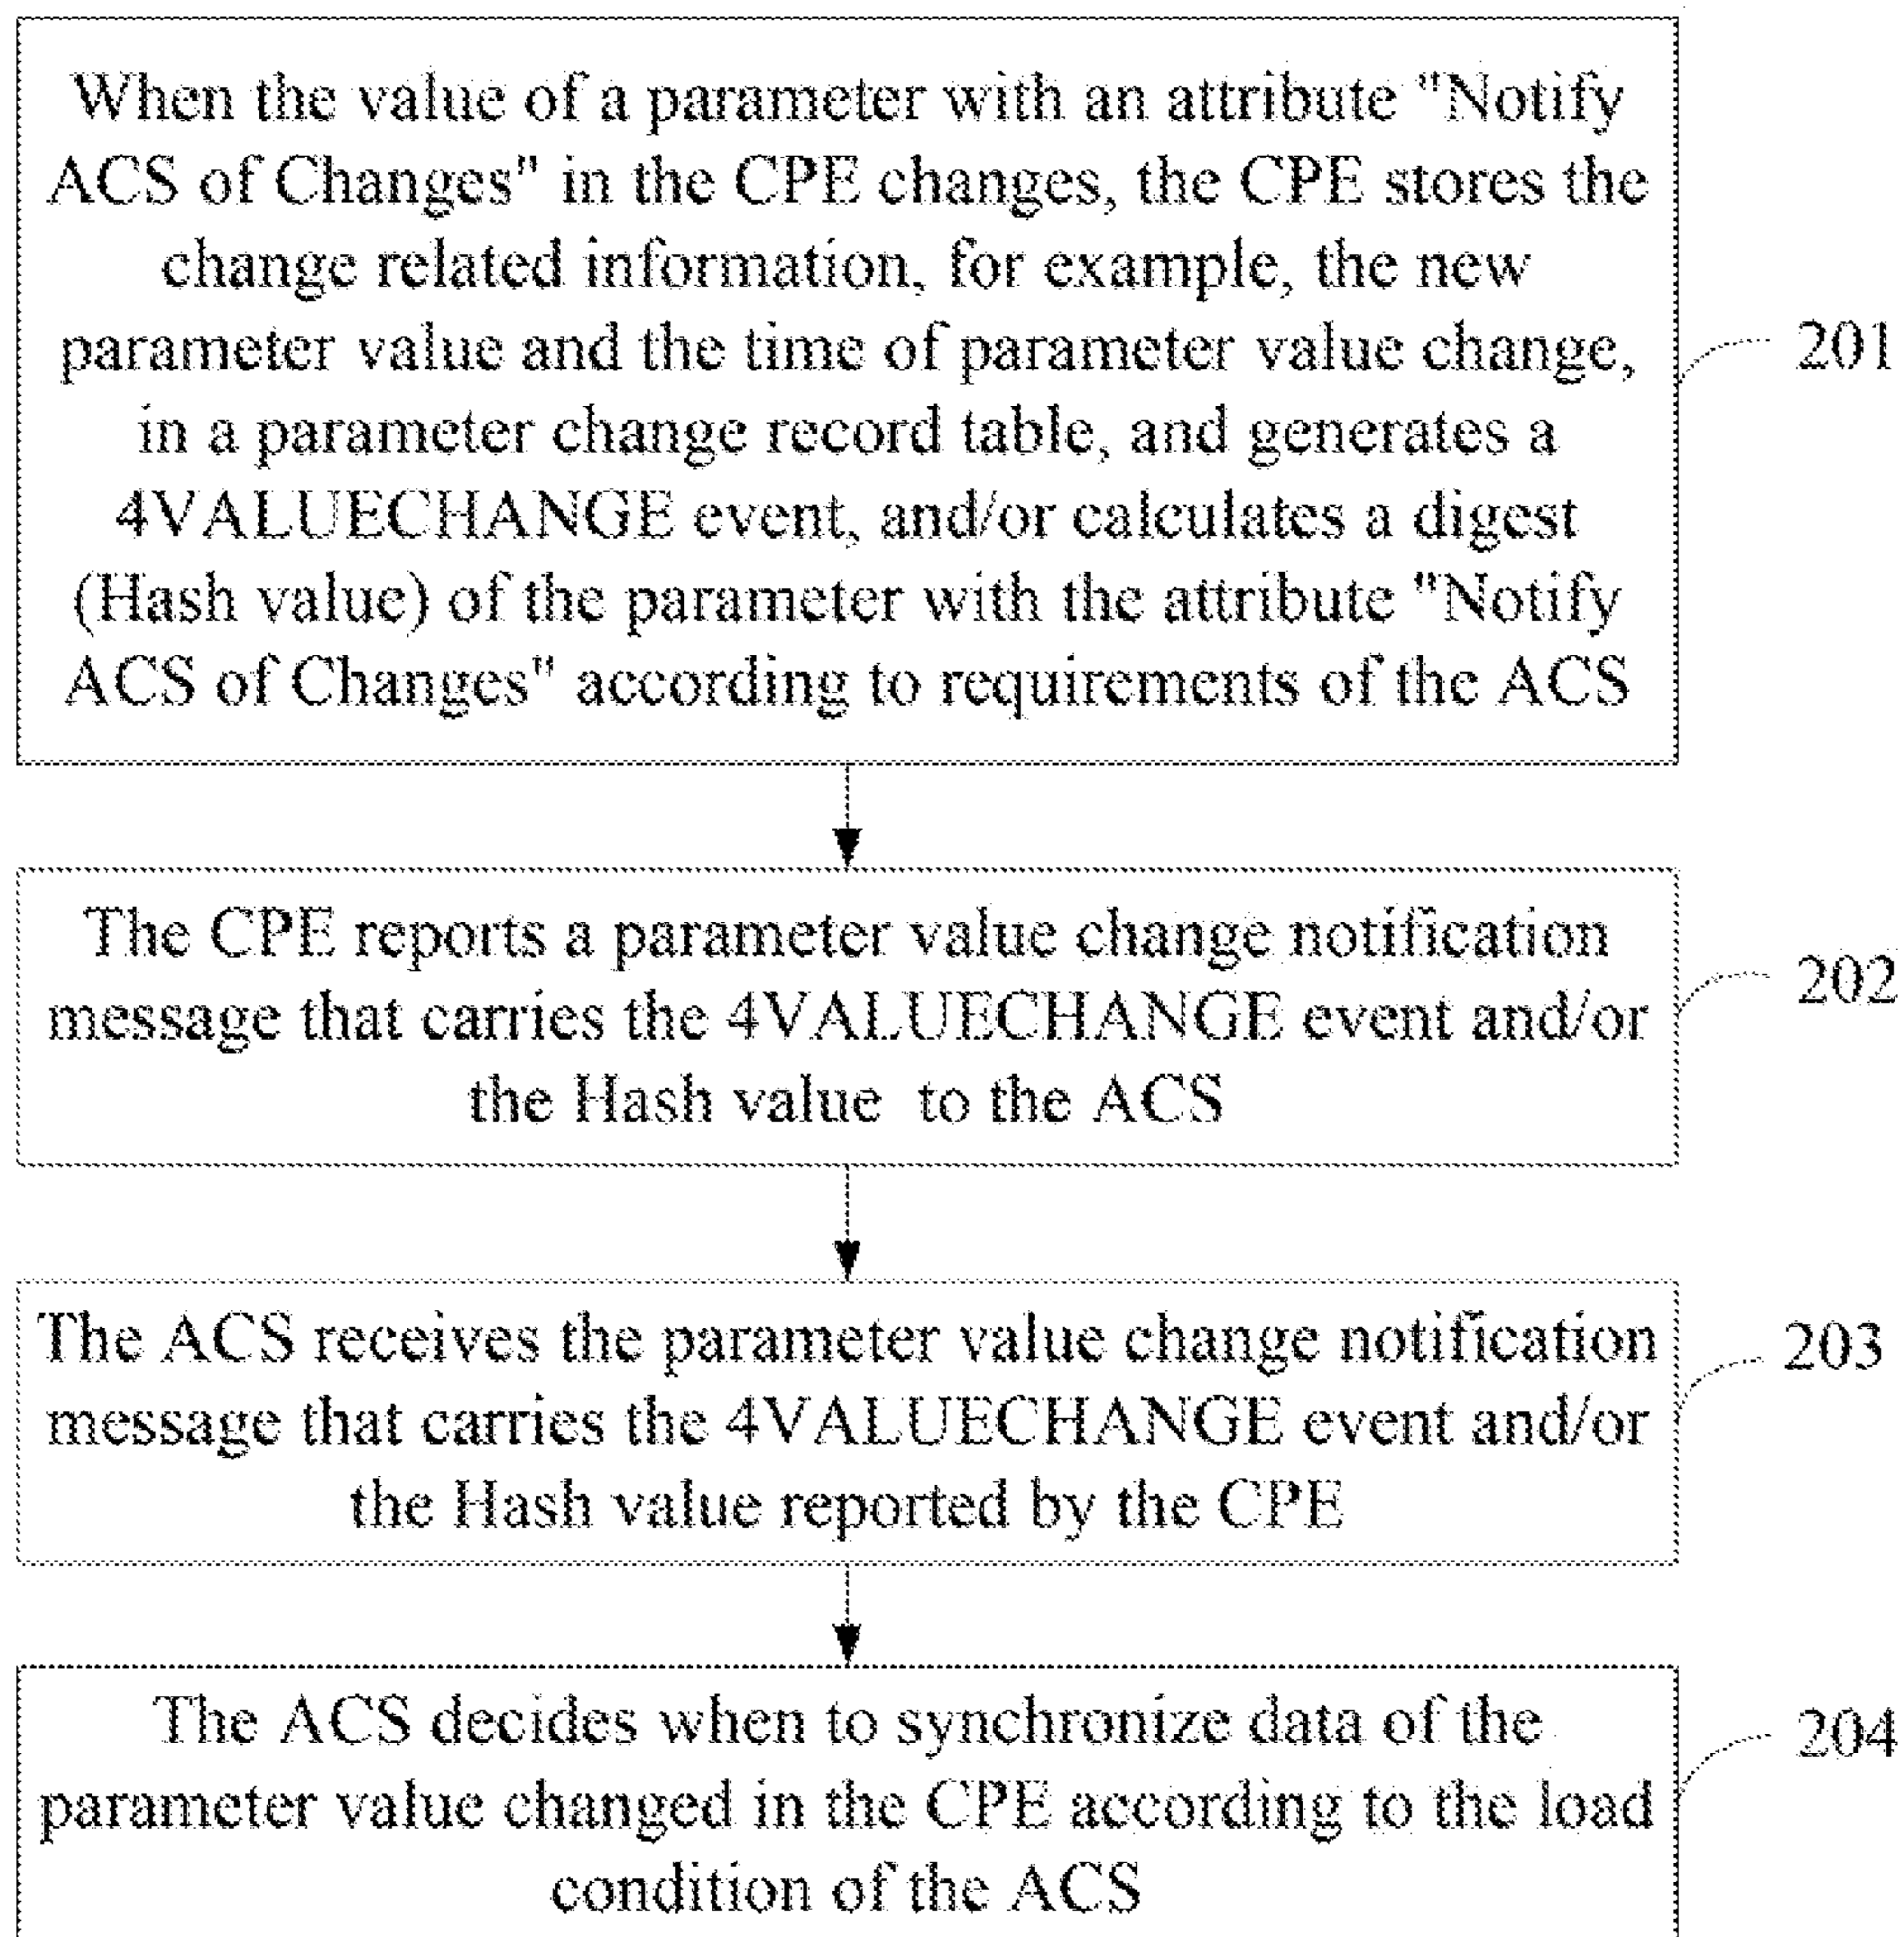 When the value of a parameter with an attribute "Notify
ACS of Changes" in the CPE changes, the CPE stores the
change related information, for example, the new
parameter value and the time of parameter value change,
in a parameter change record table, and generates a
4VALUECHANGE event, and/or calculates a digest
(Hash value) of the parameter with the attribute "Notify
ACS of Changes" according to requirements of the ACS
201
The CPE reports a parameter value change notification
message that carries the 4VALUECHANGE event and/or
the Hash value to the ACS
202
The ACS receives the parameter value change notification
message that carries the 4VALUECHANGE event and/or
the Hash value reported by the CPE
203
The ACS decides when to synchronize data of the
parameter value changed in the CPE according to the load
condition of the ACS
204